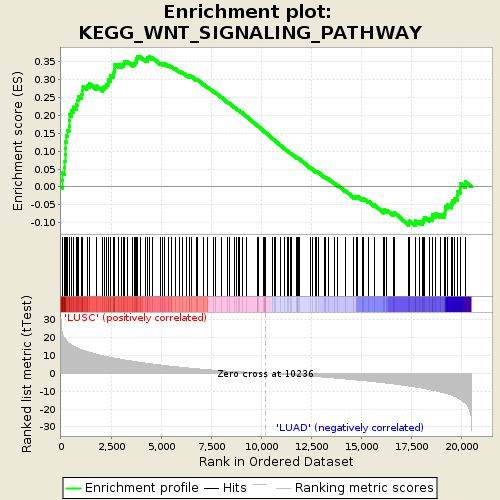 Enrichment plot:
KEGG_WNT_SIGNALING_PATHWAY
Enrichment score (ES)
0.35
0.30
0.25
0.20
0.15
0.10
0.05
0.00
-0.05
-0.10
'LUSC' (positively correlated)
Ranked list metric (tTest)
30
20
10
0
-10
-20
-30
Zero cross at 10236
'LUAD' (negatively correlated)
0
2,500
5,000
7,500
10,000
12,500
15,000
17,500
20,000
Rank in Ordered Dataset
Enrichment profile
Hits
Ranking metric scores